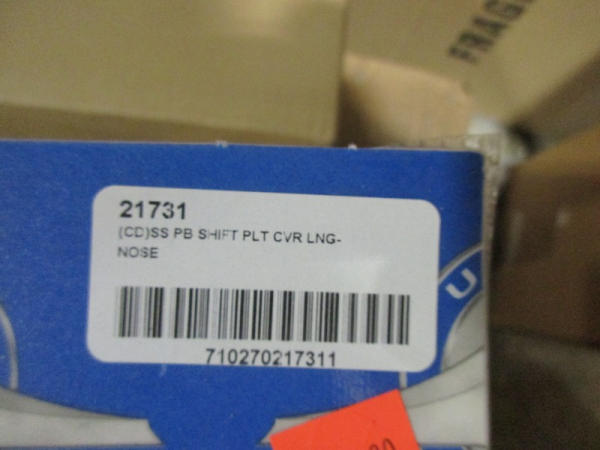 21731
(CD)SS PB SHIFT PLT CVR LNG-
NOSE
710270217311
U